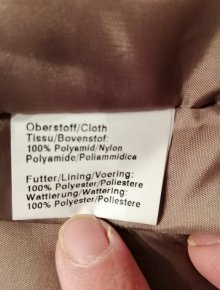 Oberstoff/Cloth
Tissu/Bovenstof:
100% Polyamid/Nylon
Polyamide/Poliammidica
Futter/Lining/Voering:
100% Polyester/Poliestere
Wattierung/Wattering:
100% Polyester/Poliestere